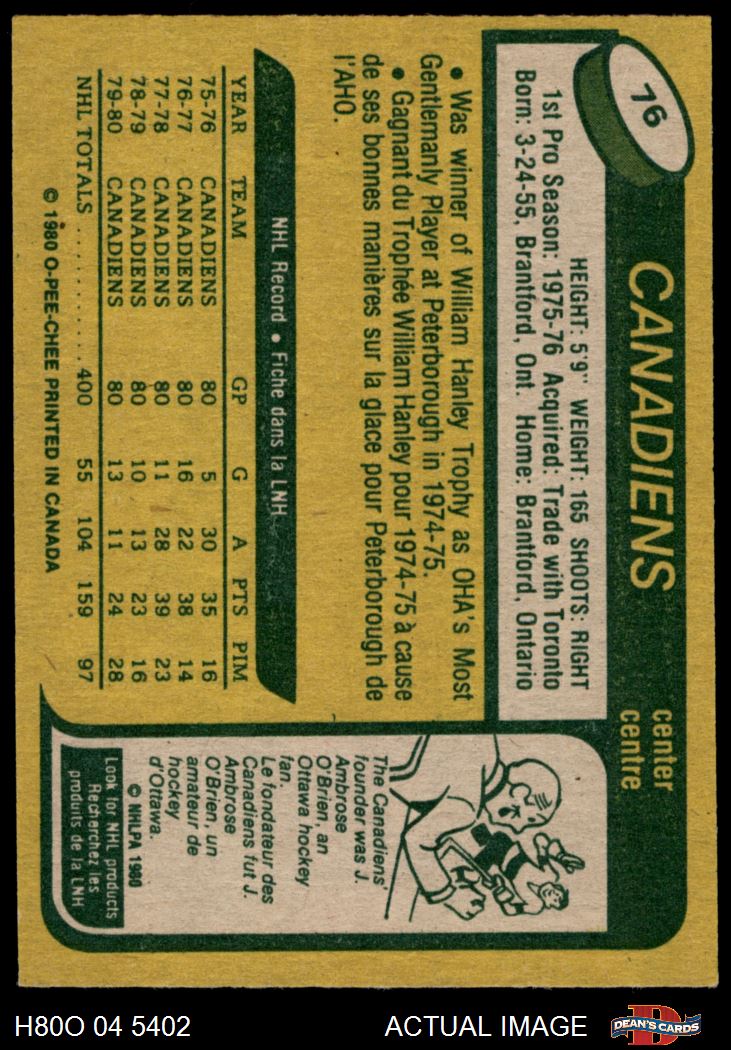 76
CANADIENS
center
centre
HEIGHT: 5'9" WEIGHT: 165 SHOOTS: RIGHT
1st Pro Season: 1975-76 Acquired: Trade with Toronto
Born: 3-24-55, Brantford, Ont. Home: Brantford, Ontario
• Was winner of William Hanley Trophy as OHA's Most
Gentlemanly Player at Peterborough in 1974-75.
• Gagnant du Trophée William Hanley pour 1974-75 à cause
de ses bonnes manières sur la glace pour Peterborough de
l'AHO.
NHL Record • Fiche dans la LNH
YEAR TEAM GP G A PTS PIM
75-76 CANADIENS 80 5 30 35 16
76-77 CANADIENS 80 16 22 38 14
77-78 CANADIENS 80 11 28 39 23
78-79 CANADIENS 80 10 13 23 16
79-80 CANADIENS 80 13 11 24 28
NHL TOTALS .......... 400 55 104 159 97
© 1980 O-PEE-CHEE PRINTED IN CANADA
The Canadiens'
founder was J.
Ambrose
O'Brien, an
Ottawa hockey
fan.
Le fondateur des
Canadiens fut J.
Ambrose
O'Brien, un
amateur de
hockey
d'Ottawa.
© NHLPA 1980
Look for NHL products
Recherchez les
produits de la LNH
H80O 04 5402
ACTUAL IMAGE
D
DEAN'S CARDS